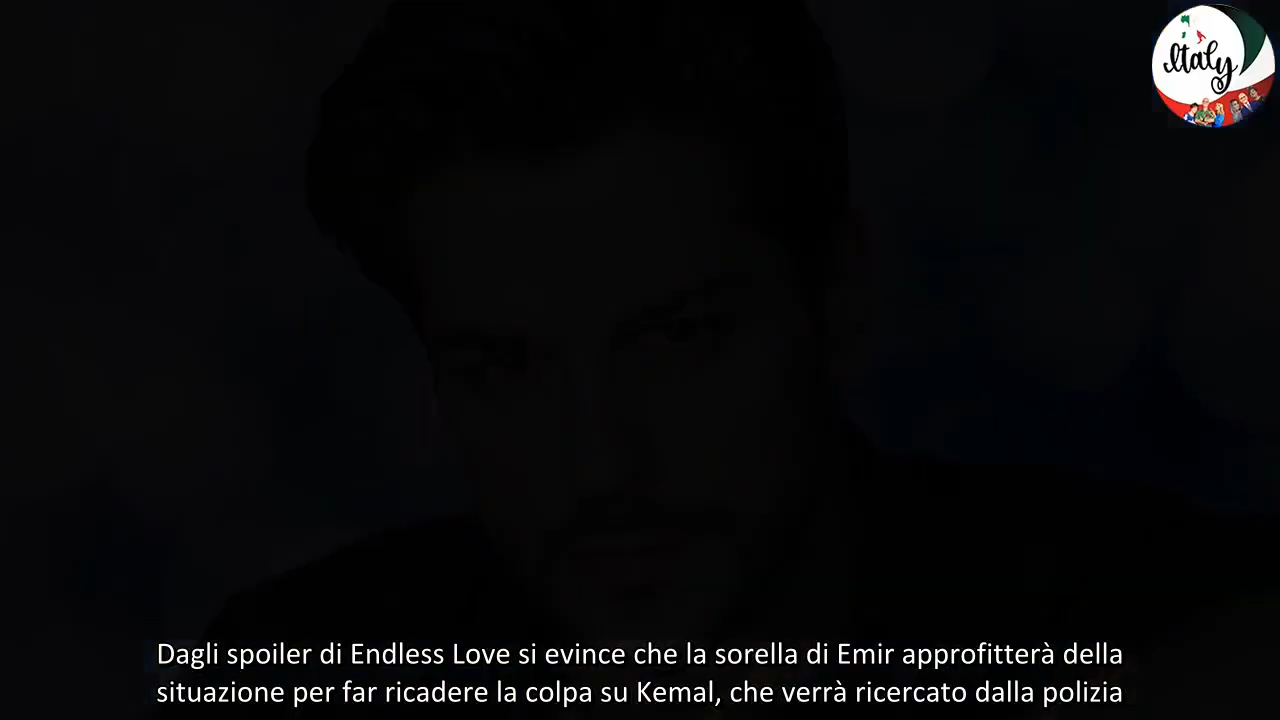 Italy
Dagli spoiler di Endless Love si evince che la sorella di Emir approfitterà della
situazione per far ricadere la colpa su Kemal, che verrà ricercato dalla polizia